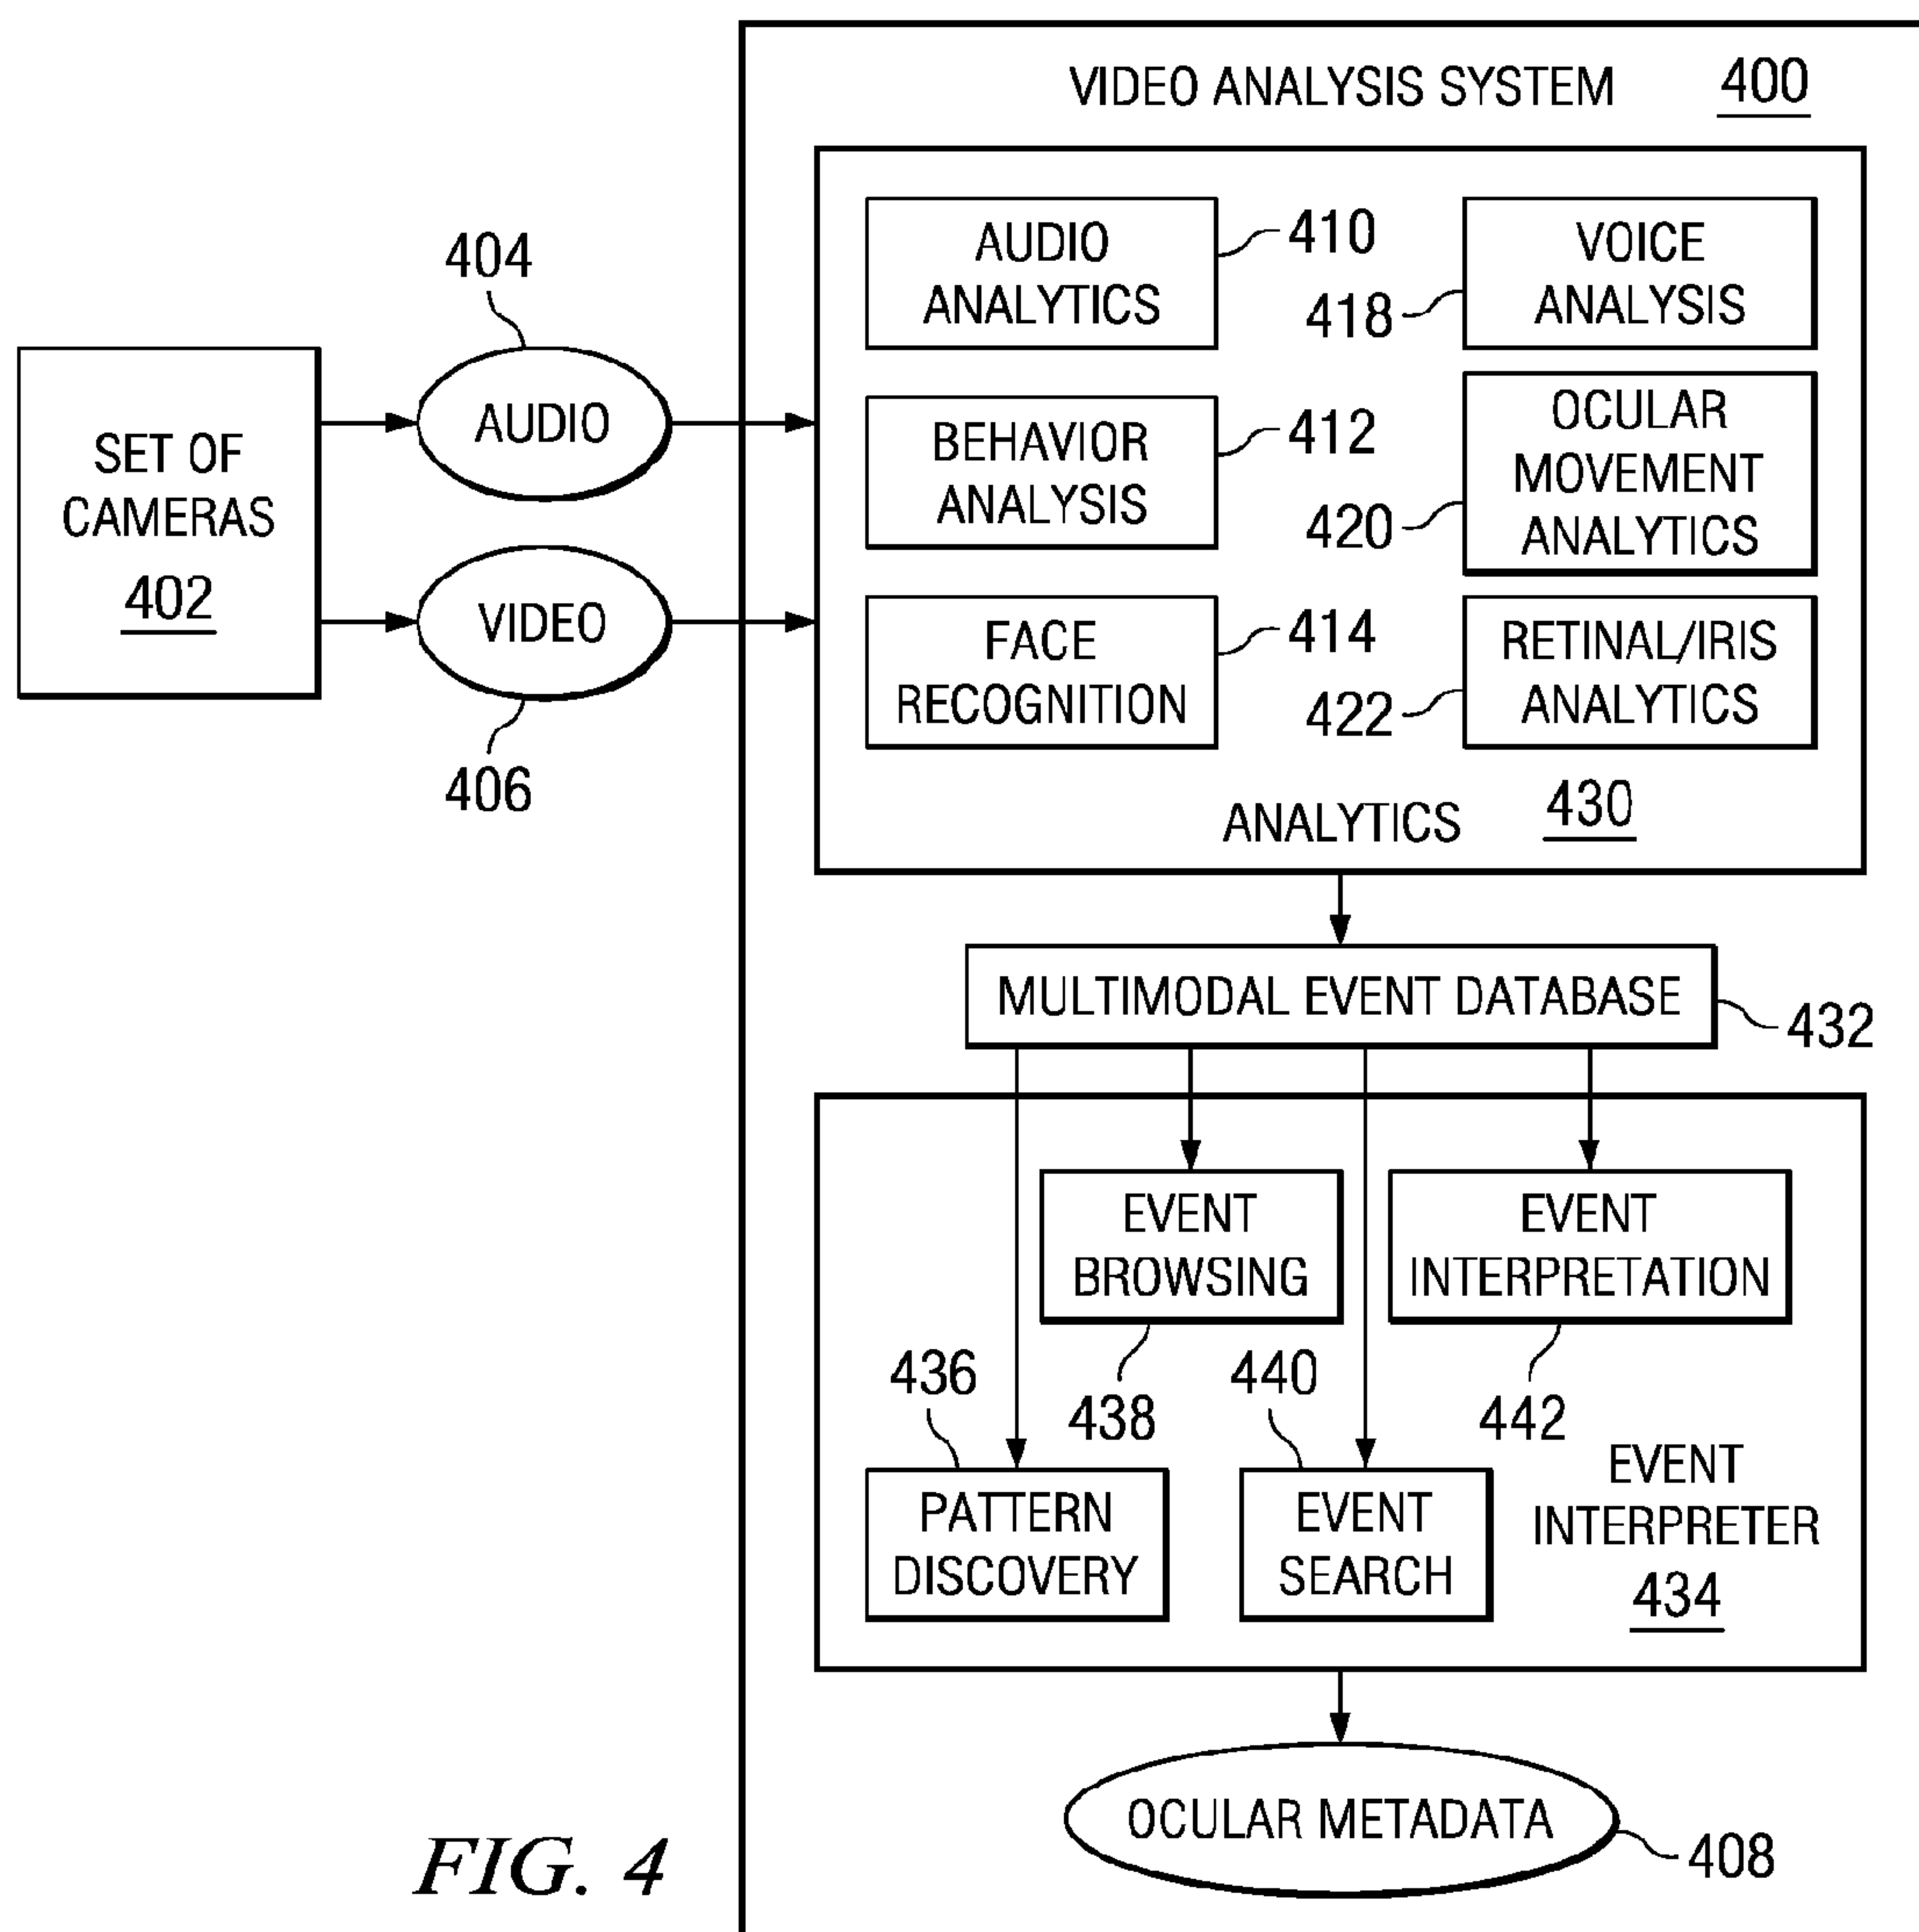 VIDEO ANALYSIS SYSTEM 400
SET OF
CAMERAS
402
404
AUDIO
VIDEO
406
AUDIO
ANALYTICS
410
VOICE
ANALYSIS
418
BEHAVIOR
ANALYSIS
412
OCULAR
MOVEMENT
ANALYTICS
420
FACE
RECOGNITION
414
RETINAL/IRIS
ANALYTICS
422
ANALYTICS 430
MULTIMODAL EVENT DATABASE
432
EVENT
BROWSING
438
EVENT
INTERPRETATION
442
436
PATTERN
DISCOVERY
440
EVENT
SEARCH
EVENT
INTERPRETER
434
OCULAR METADATA
408
FIG. 4